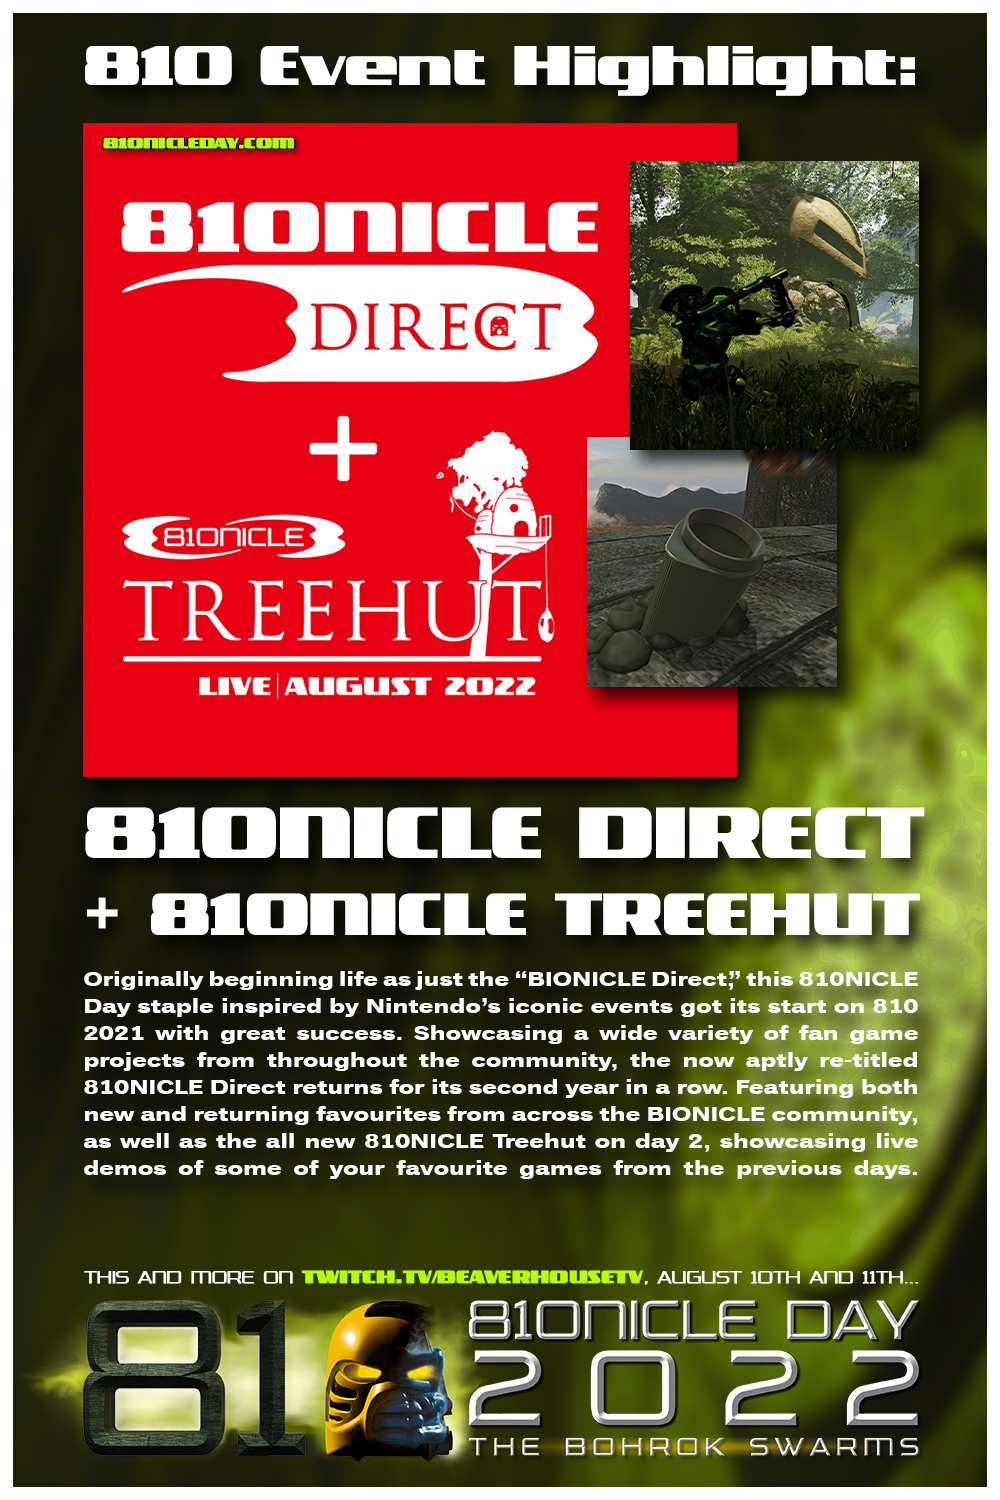 810 Event Highlight:
810NICLEDAY.COM
810NICLE
DIRECT
+
810NICLE
TREEHUT
LIVE|AUGUST 2022
810NICLE DIRECT
+ 810NICLE TREEHUT
Originally beginning life as just the “BIONICLE Direct,” this 810NICLE
Day staple inspired by Nintendo’s iconic events got its start on 810
2021 with great success. Showcasing a wide variety of fan game
projects from throughout the community, the now aptly re-titled
810NICLE Direct returns for its second year in a row. Featuring both
new and returning favourites from across the BIONICLE community,
as well as the all new 810NICLE Treehut on day 2, showcasing live
demos of some of your favourite games from the previous days.
THIS AND MORE ON TWITCH.TV/BEAVERHOUSETV, AUGUST 10TH AND 11TH...
810
810NICLE DAY
2022
THE BOHROK SWARMS